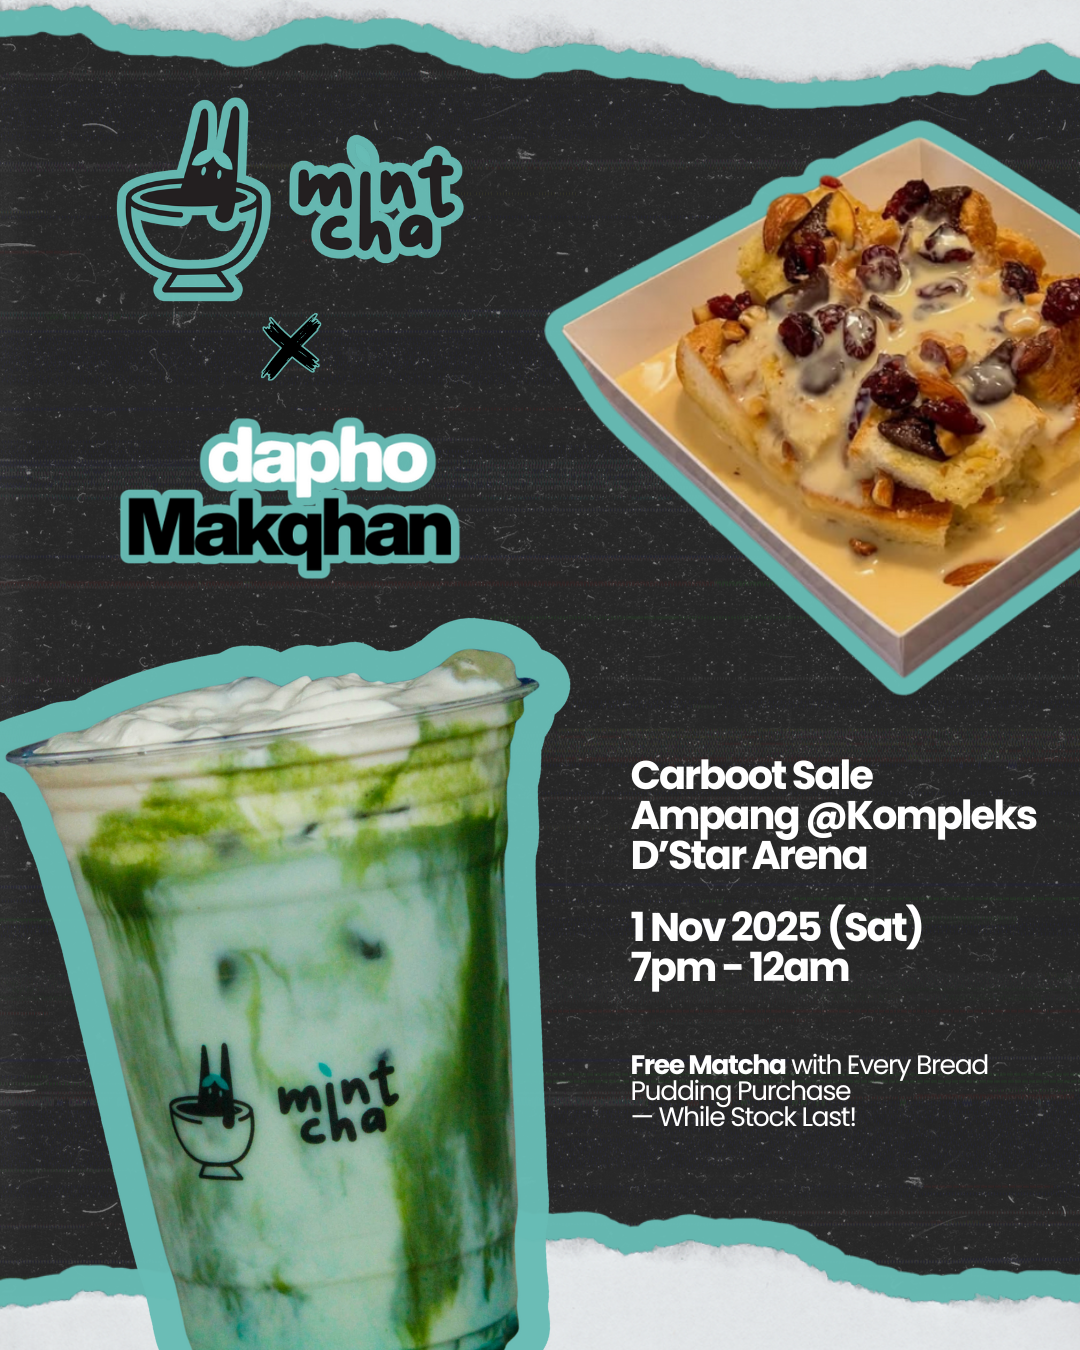 mint
cha
dapho
Makqhan
Carboot Sale
Ampang @Kompleks
D’Star Arena
1 Nov 2025 (Sat)
7pm – 12am
Free Matcha with Every Bread
Pudding Purchase
— While Stock Last!
mint
cha